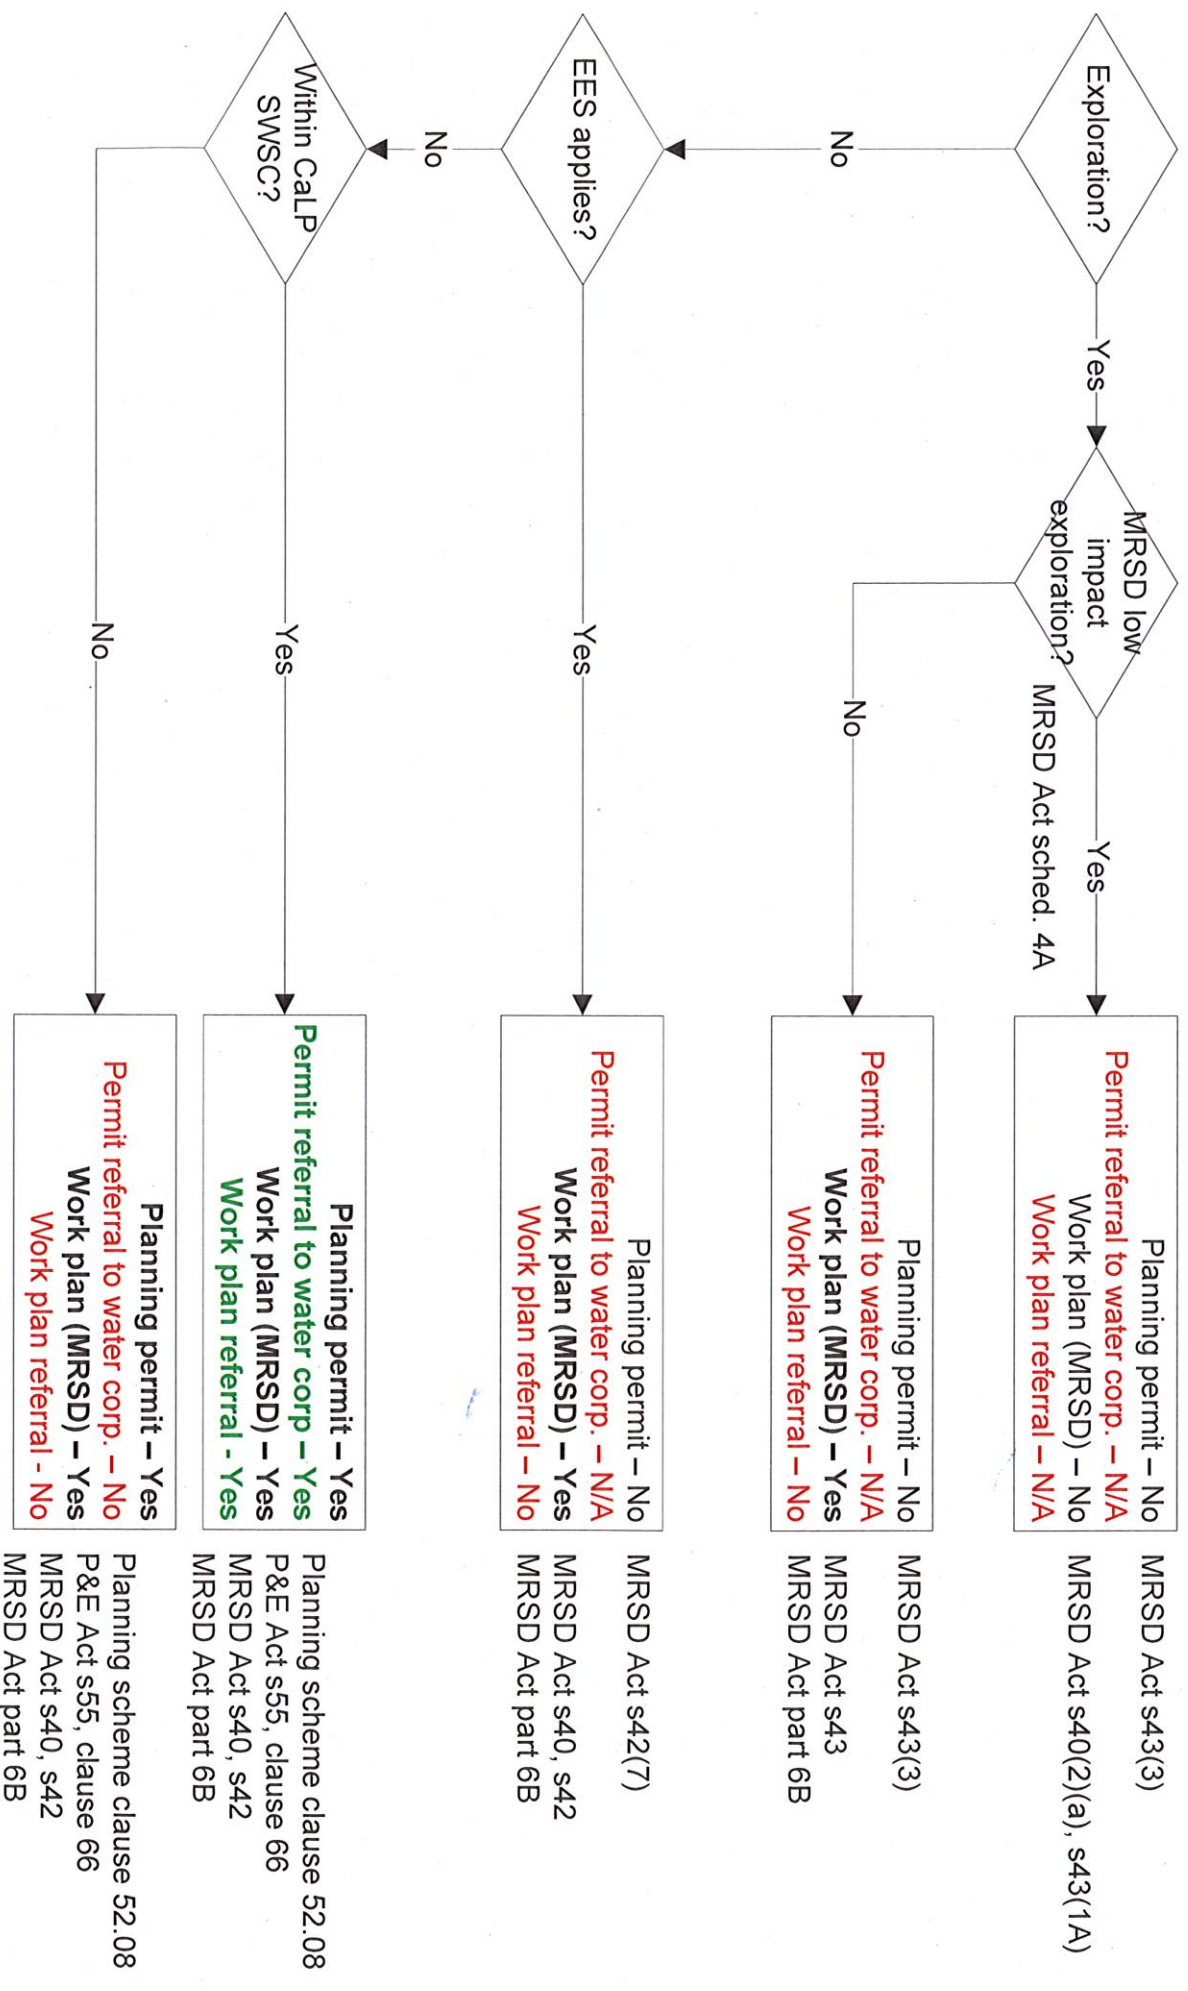 Exploration?
Yes
MRSD low
impact
exploration?
MRSD Act sched. 4A
Yes
Planning permit – No
Permit referral to water corp. – N/A
Work plan (MRSD) – No
Work plan referral – N/A
MRSD Act s43(3)
MRSD Act s40(2)(a), s43(1A)
No
Planning permit – No
Permit referral to water corp. – N/A
Work plan (MRSD) – Yes
Work plan referral – No
MRSD Act s43(3)
MRSD Act s43
MRSD Act part 6B
No
EES applies?
Yes
Planning permit – No
Permit referral to water corp. – N/A
Work plan (MRSD) – Yes
Work plan referral – No
MRSD Act s42(7)
MRSD Act s40, s42
MRSD Act part 6B
No
Within CaLP
SWSC?
Yes
Planning permit – Yes
Permit referral to water corp – Yes
Work plan (MRSD) – Yes
Work plan referral - Yes
Planning scheme clause 52.08
P&E Act s55, clause 66
MRSD Act s40, s42
MRSD Act part 6B
No
Planning permit – Yes
Permit referral to water corp. – No
Work plan (MRSD) – Yes
Work plan referral - No
Planning scheme clause 52.08
P&E Act s55, clause 66
MRSD Act s40, s42
MRSD Act part 6B